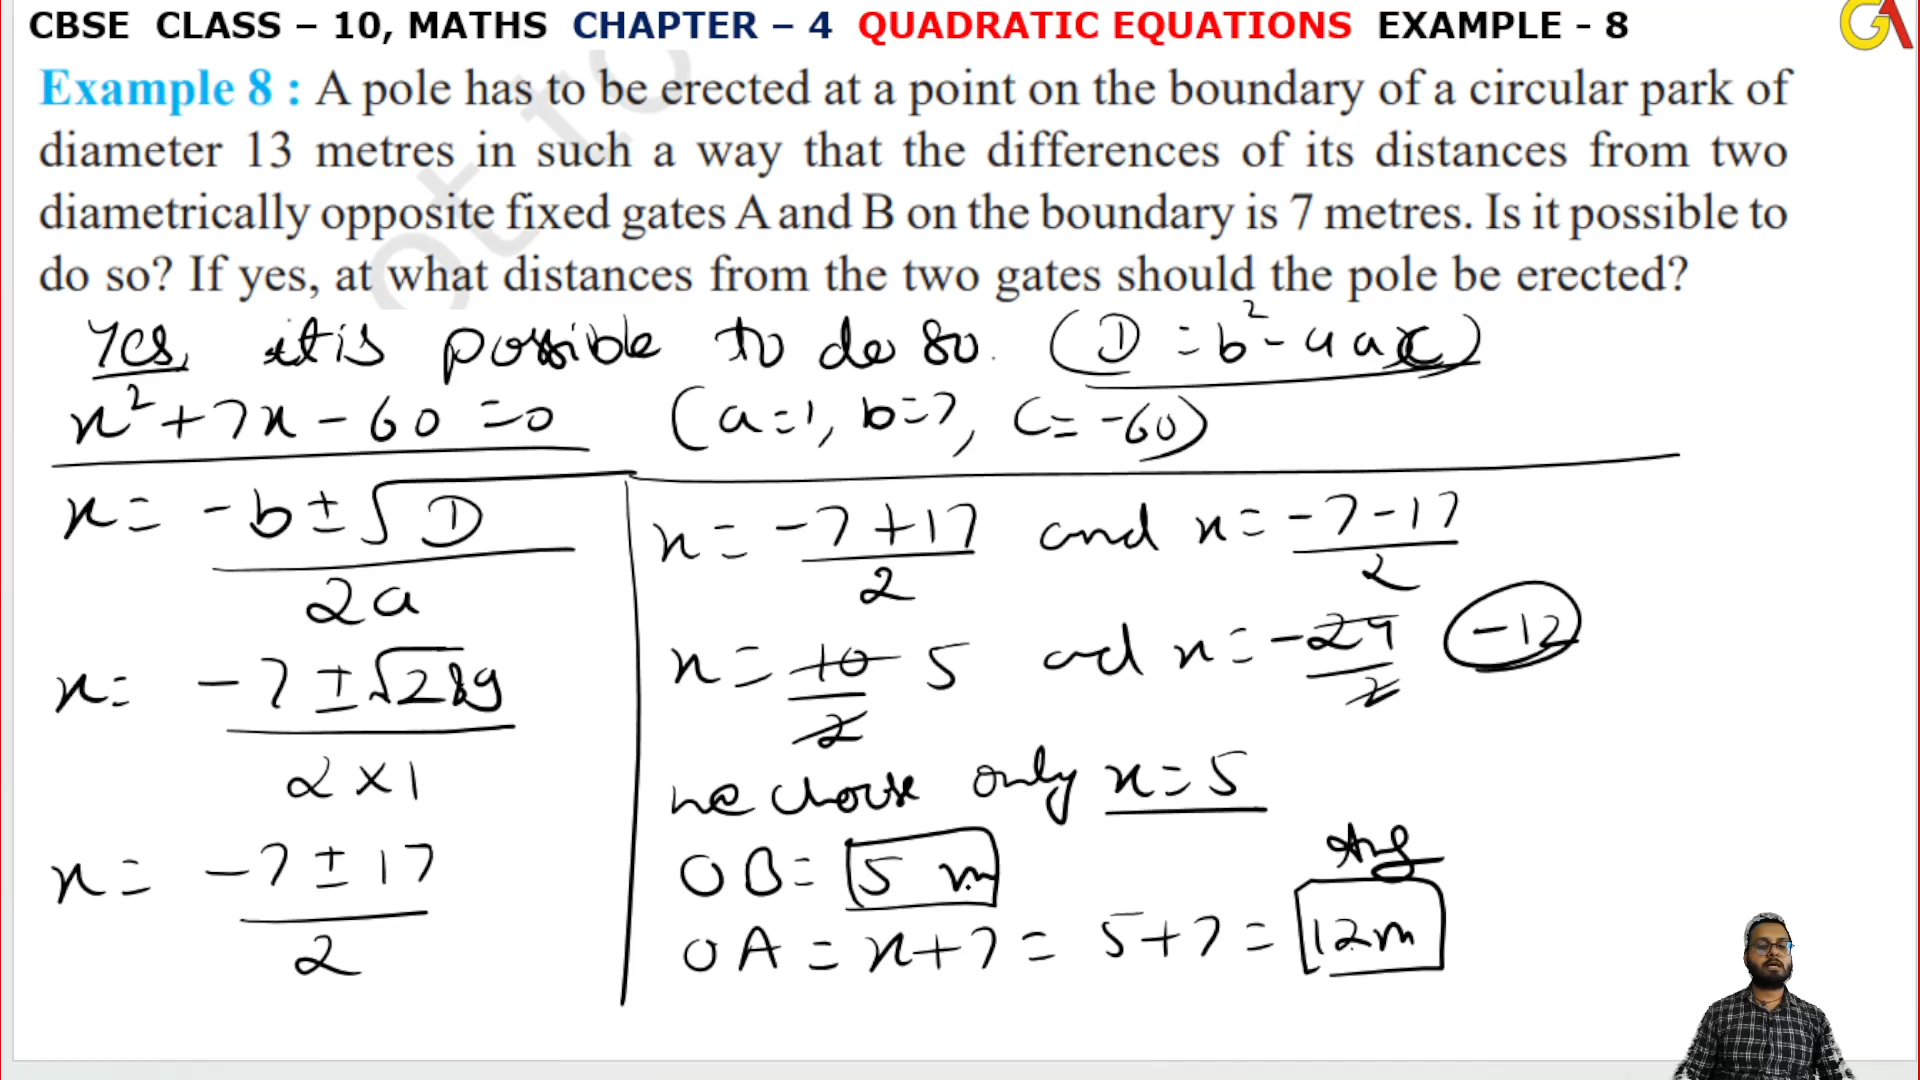 CBSE CLASS – 10, MATHS CHAPTER – 4 QUADRATIC EQUATIONS EXAMPLE - 8
GA
Example 8 : A pole has to be erected at a point on the boundary of a circular park of
diameter 13 metres in such a way that the differences of its distances from two
diametrically opposite fixed gates A and B on the boundary is 7 metres. Is it possible to
do so? If yes, at what distances from the two gates should the pole be erected?
Yes, it is possible to do so. (D = b² - 4ac)
x² + 7x - 60 = 0 (a=1, b=7, c= -60)
x = -b ± √D / 2a
x = -7 ± √289 / 2×1
x = -7 ± 17 / 2
x = -7 + 17 / 2 and x = -7 - 17 / 2
x = 10 / 2 5 ad x = -24 / 2 -12
we choose only x = 5
OB = 5 m
Ans
OA = x + 7 = 5 + 7 = 12m